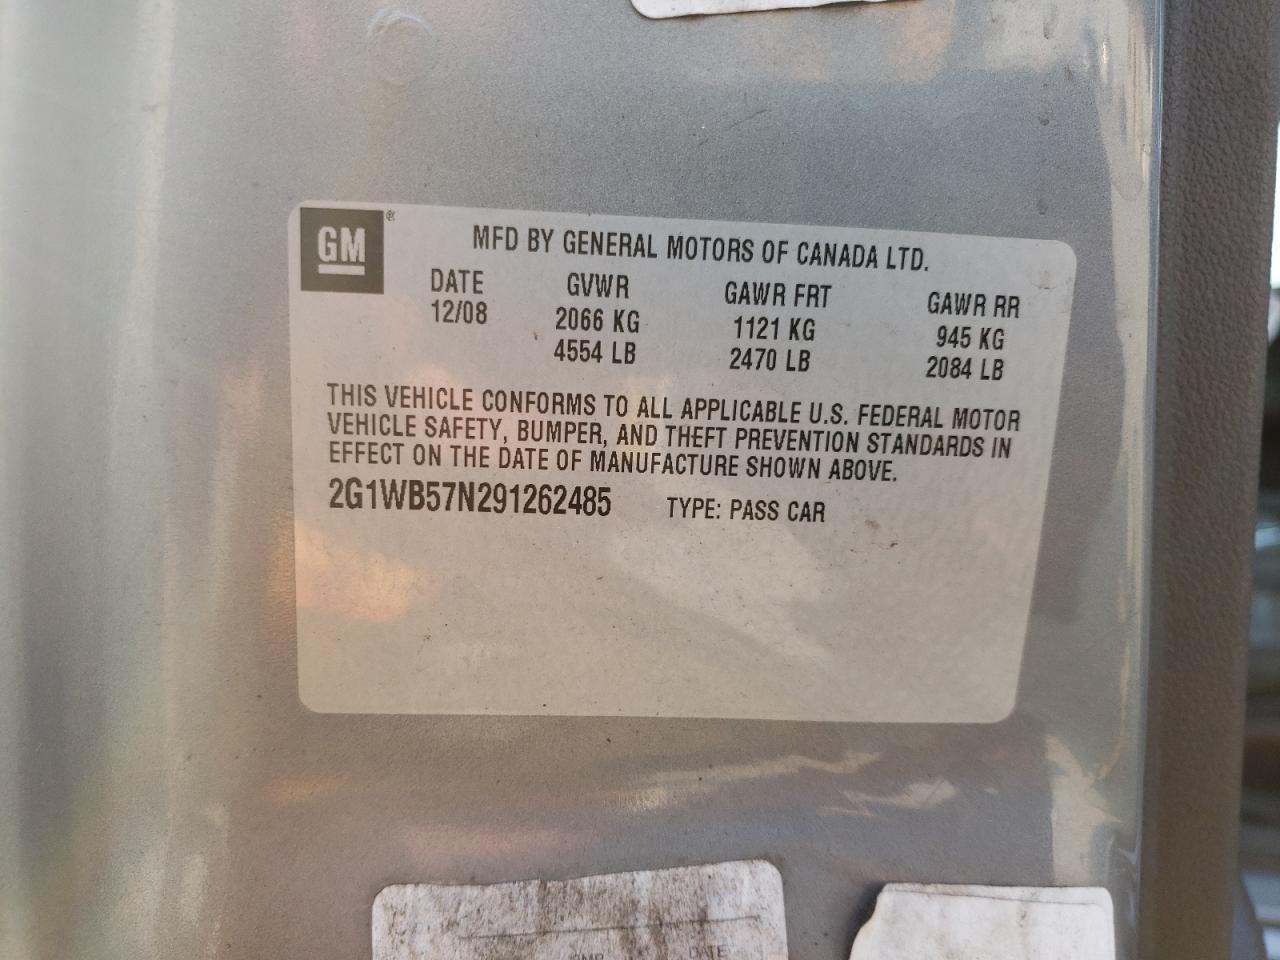 GM ®
MFD BY GENERAL MOTORS OF CANADA LTD.
DATE GVWR GAWR FRT GAWR RR
12/08 2066 KG 1121 KG 945 KG
4554 LB 2470 LB 2084 LB
THIS VEHICLE CONFORMS TO ALL APPLICABLE U.S. FEDERAL MOTOR
VEHICLE SAFETY, BUMPER, AND THEFT PREVENTION STANDARDS IN
EFFECT ON THE DATE OF MANUFACTURE SHOWN ABOVE.
2G1WB57N291262485 TYPE: PASS CAR
DATE